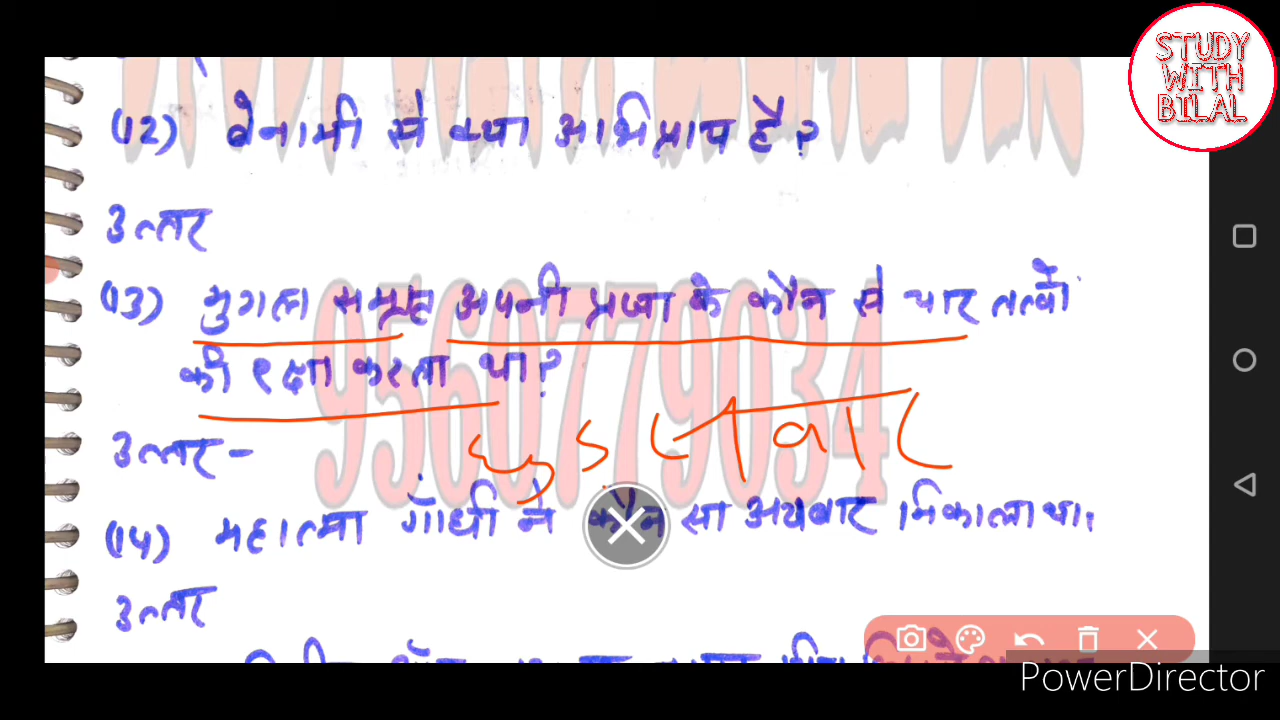 STUDY
WITH
BILAL
(12) बेनामी से क्या अभिप्राय है?
उत्तर
(13) मुगल सम्राट अपनी प्रजा के कौन से चार तत्वों
की रक्षा करता था?
उत्तर-
9560779034
(14) महात्मा गाँधी ने कौन सा अखबार निकाला था।
उत्तर
PowerDirector